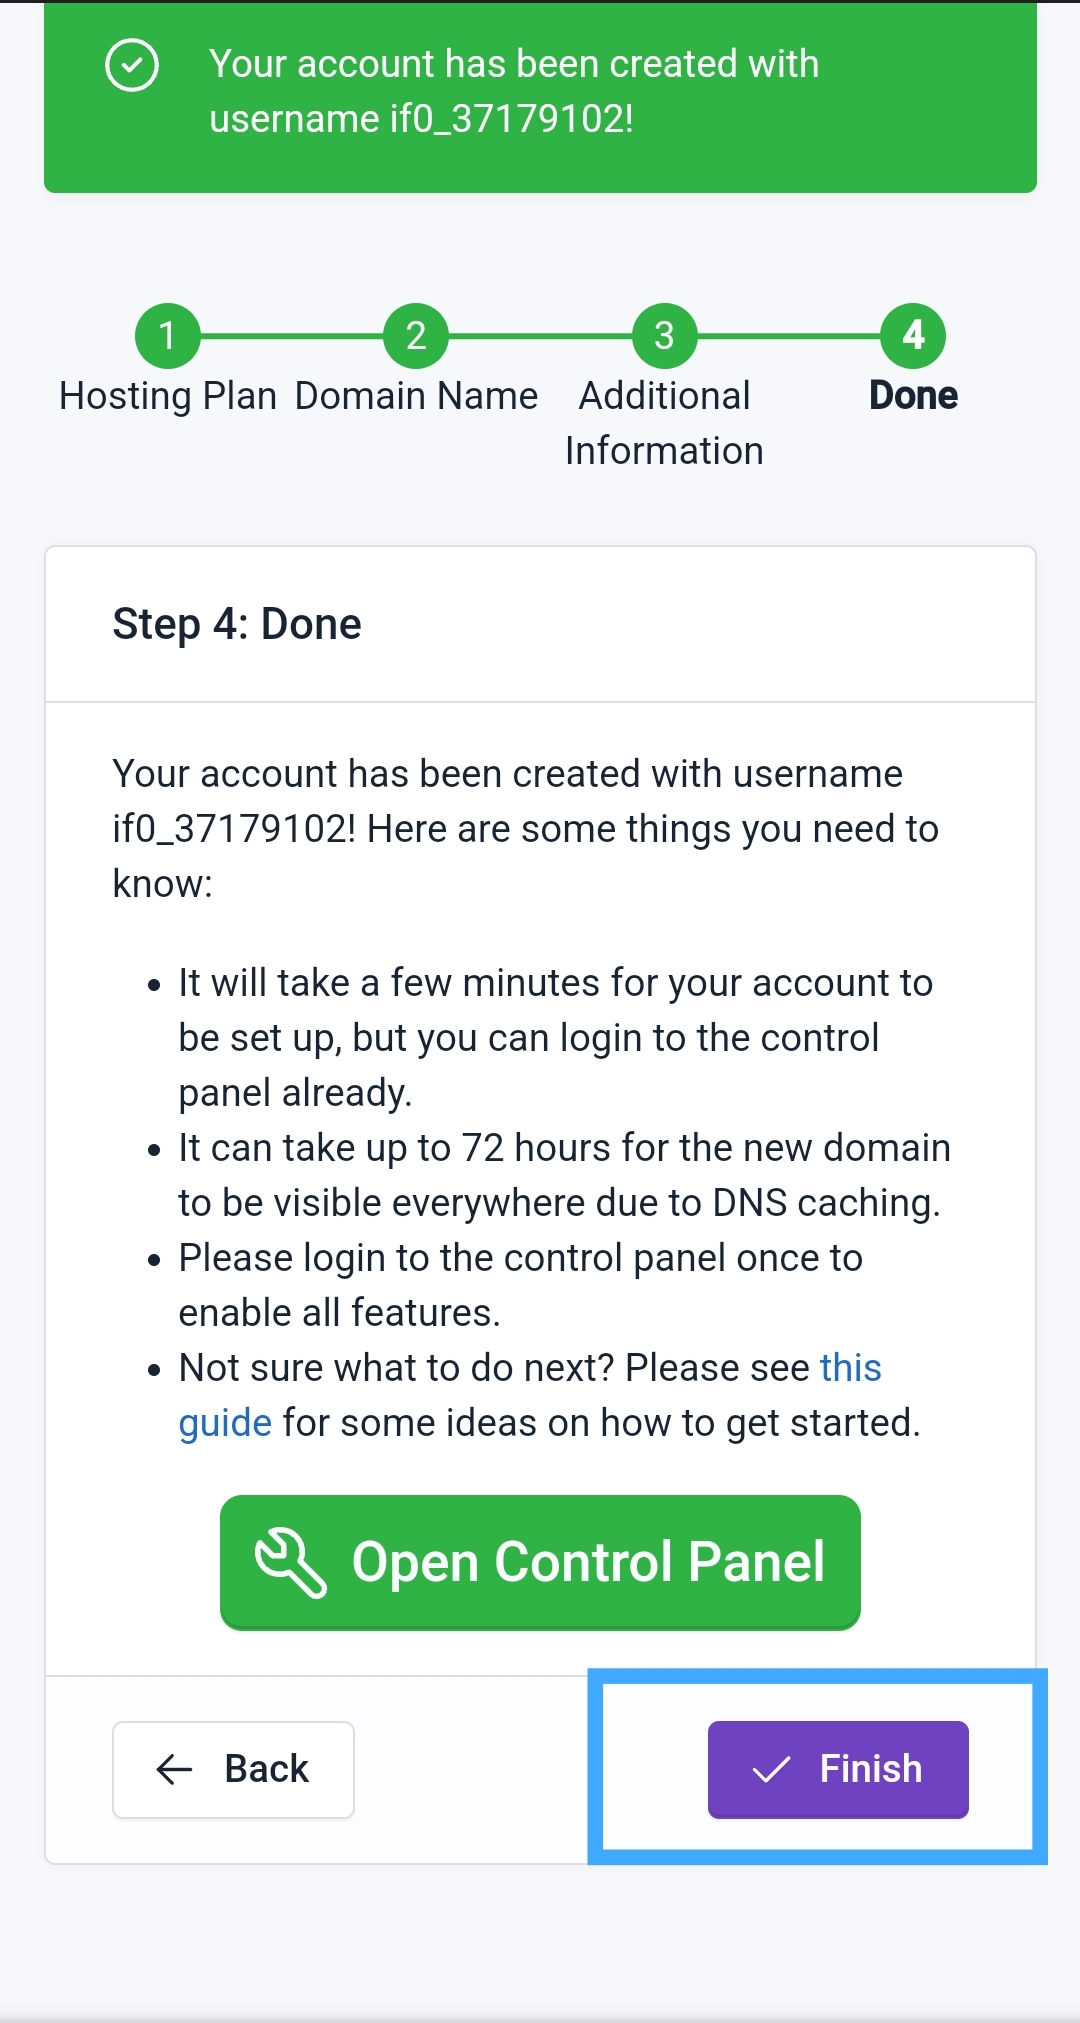 Your account has been created with
username if0_37179102!
1
2
3
4
Hosting Plan
Domain Name
Additional
Information
Done
Step 4: Done
Your account has been created with username
if0_37179102! Here are some things you need to
know:
• It will take a few minutes for your account to
be set up, but you can login to the control
panel already.
• It can take up to 72 hours for the new domain
to be visible everywhere due to DNS caching.
• Please login to the control panel once to
enable all features.
• Not sure what to do next? Please see this
guide for some ideas on how to get started.
Open Control Panel
Back
Finish